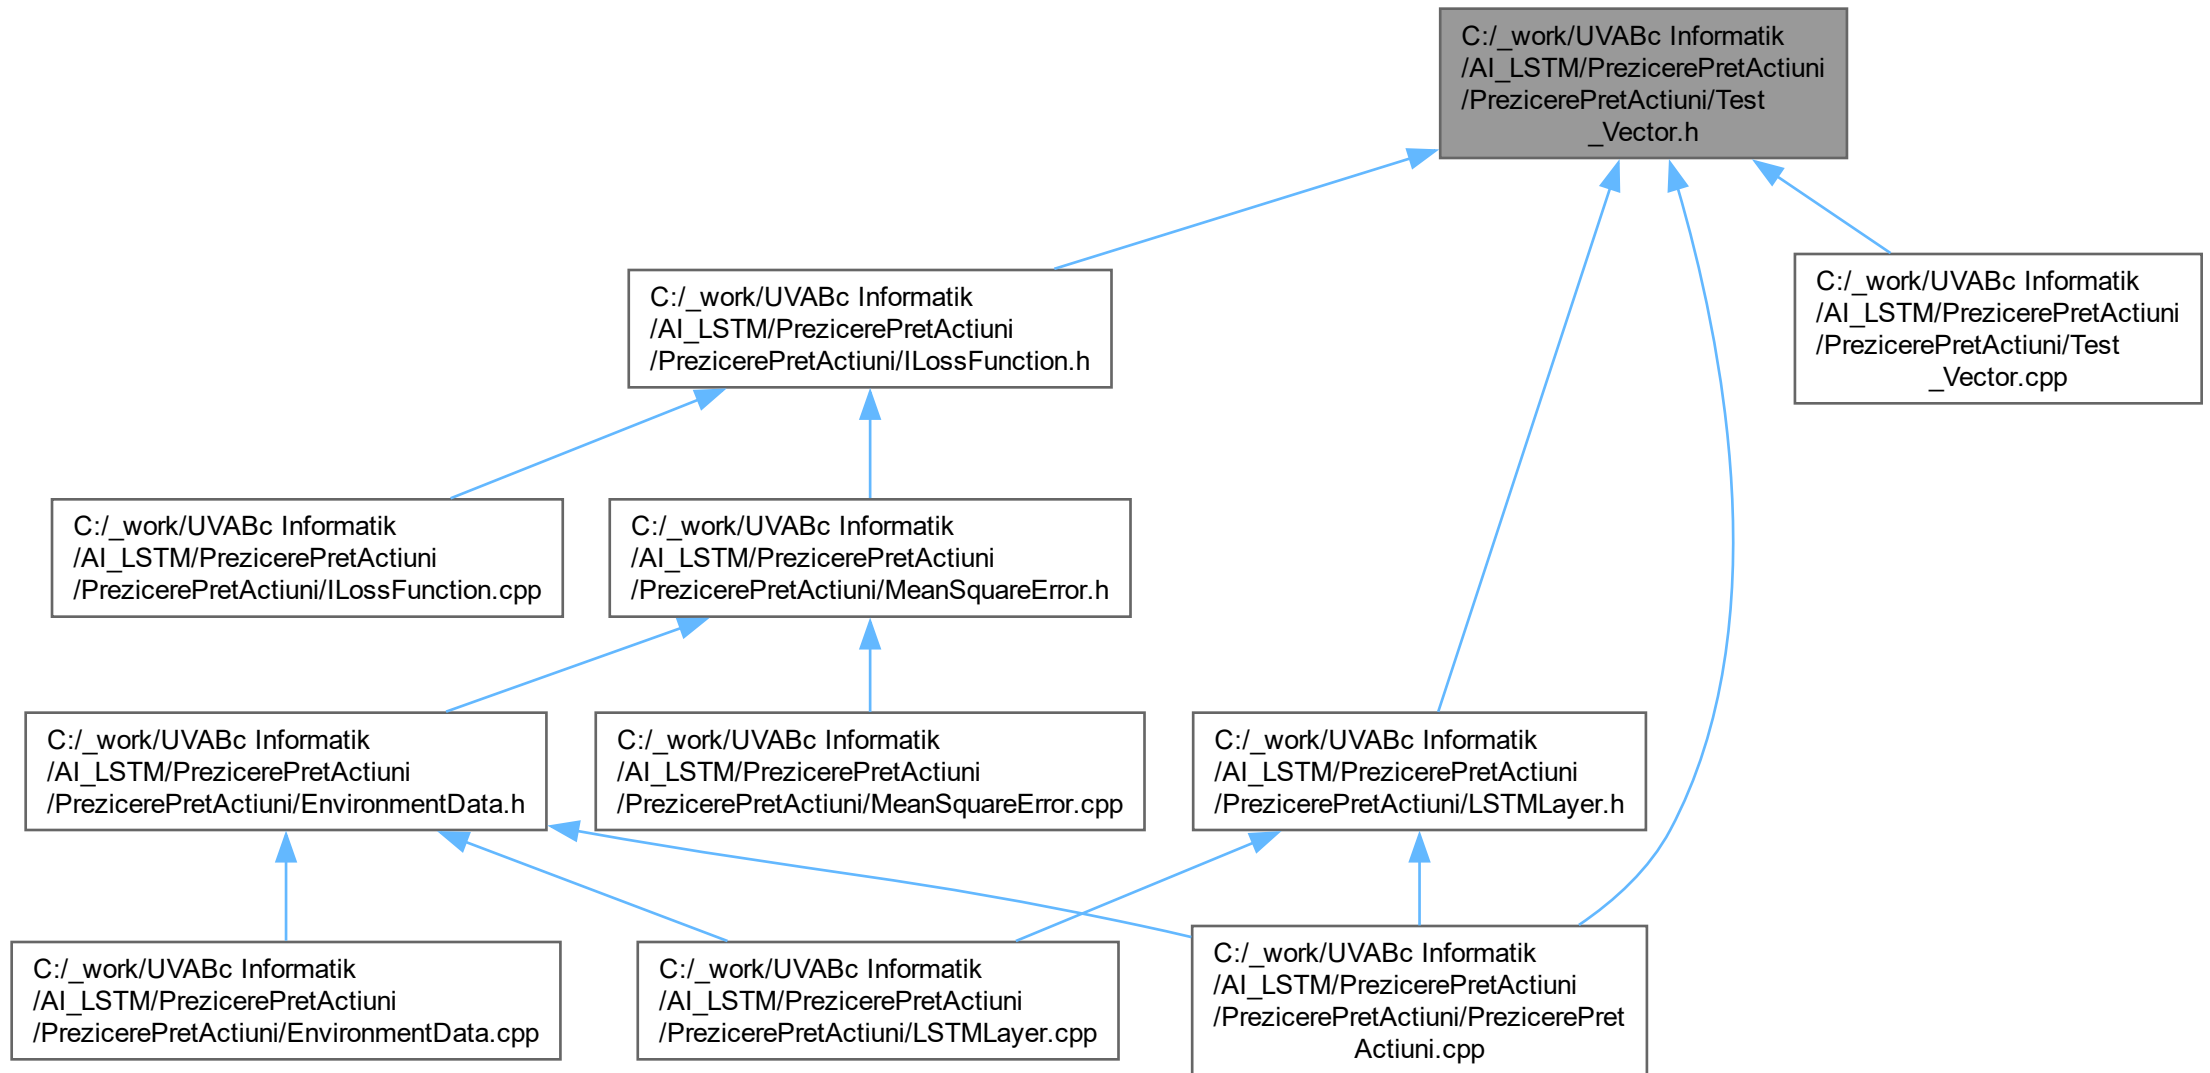 C:/_work/UVABc Informatik
/AI_LSTM/PrezicerePretActiuni
/PrezicerePretActiuni/Test
_Vector.h
C:/_work/UVABc Informatik
/AI_LSTM/PrezicerePretActiuni
/PrezicerePretActiuni/ILossFunction.h
C:/_work/UVABc Informatik
/AI_LSTM/PrezicerePretActiuni
/PrezicerePretActiuni/Test
_Vector.cpp
C:/_work/UVABc Informatik
/AI_LSTM/PrezicerePretActiuni
/PrezicerePretActiuni/ILossFunction.cpp
C:/_work/UVABc Informatik
/AI_LSTM/PrezicerePretActiuni
/PrezicerePretActiuni/MeanSquareError.h
C:/_work/UVABc Informatik
/AI_LSTM/PrezicerePretActiuni
/PrezicerePretActiuni/EnvironmentData.h
C:/_work/UVABc Informatik
/AI_LSTM/PrezicerePretActiuni
/PrezicerePretActiuni/MeanSquareError.cpp
C:/_work/UVABc Informatik
/AI_LSTM/PrezicerePretActiuni
/PrezicerePretActiuni/LSTMLayer.h
C:/_work/UVABc Informatik
/AI_LSTM/PrezicerePretActiuni
/PrezicerePretActiuni/EnvironmentData.cpp
C:/_work/UVABc Informatik
/AI_LSTM/PrezicerePretActiuni
/PrezicerePretActiuni/LSTMLayer.cpp
C:/_work/UVABc Informatik
/AI_LSTM/PrezicerePretActiuni
/PrezicerePretActiuni/PrezicerePret
Actiuni.cpp